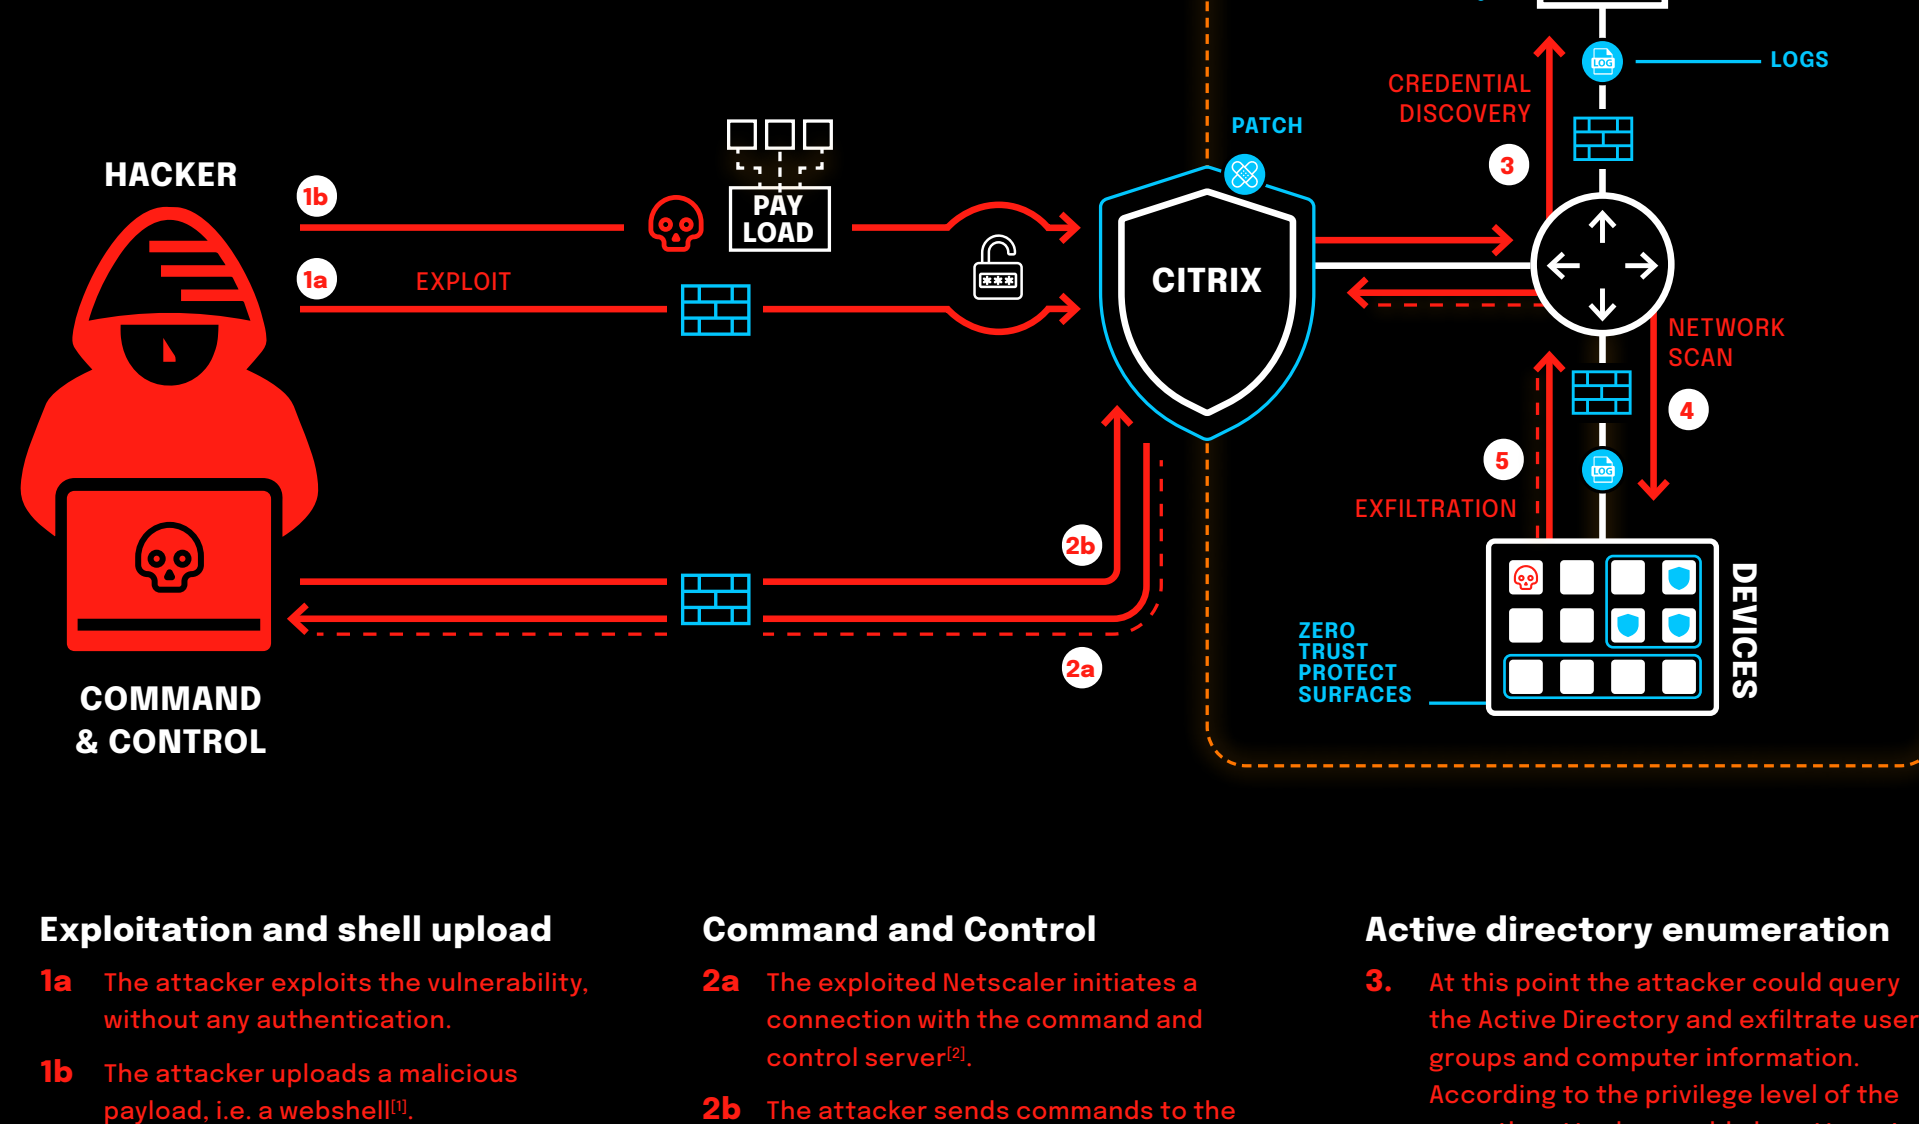 LOGS
LOG
CREDENTIAL
DISCOVERY
PATCH
3
HACKER
1b
PAY
LOAD
1a
EXPLOIT
***
CITRIX
NETWORK
SCAN
4
5
LOG
EXFILTRATION
2b
2a
DEVICES
ZERO
TRUST
PROTECT
SURFACES
COMMAND
& CONTROL
Exploitation and shell upload
1a The attacker exploits the vulnerability,
without any authentication.
1b The attacker uploads a malicious
payload, i.e. a webshell[1].
Command and Control
2a The exploited Netscaler initiates a
connection with the command and
control server[2].
2b The attacker sends commands to the
Active directory enumeration
3. At this point the attacker could query
the Active Directory and exfiltrate user
groups and computer information.
According to the privilege level of the